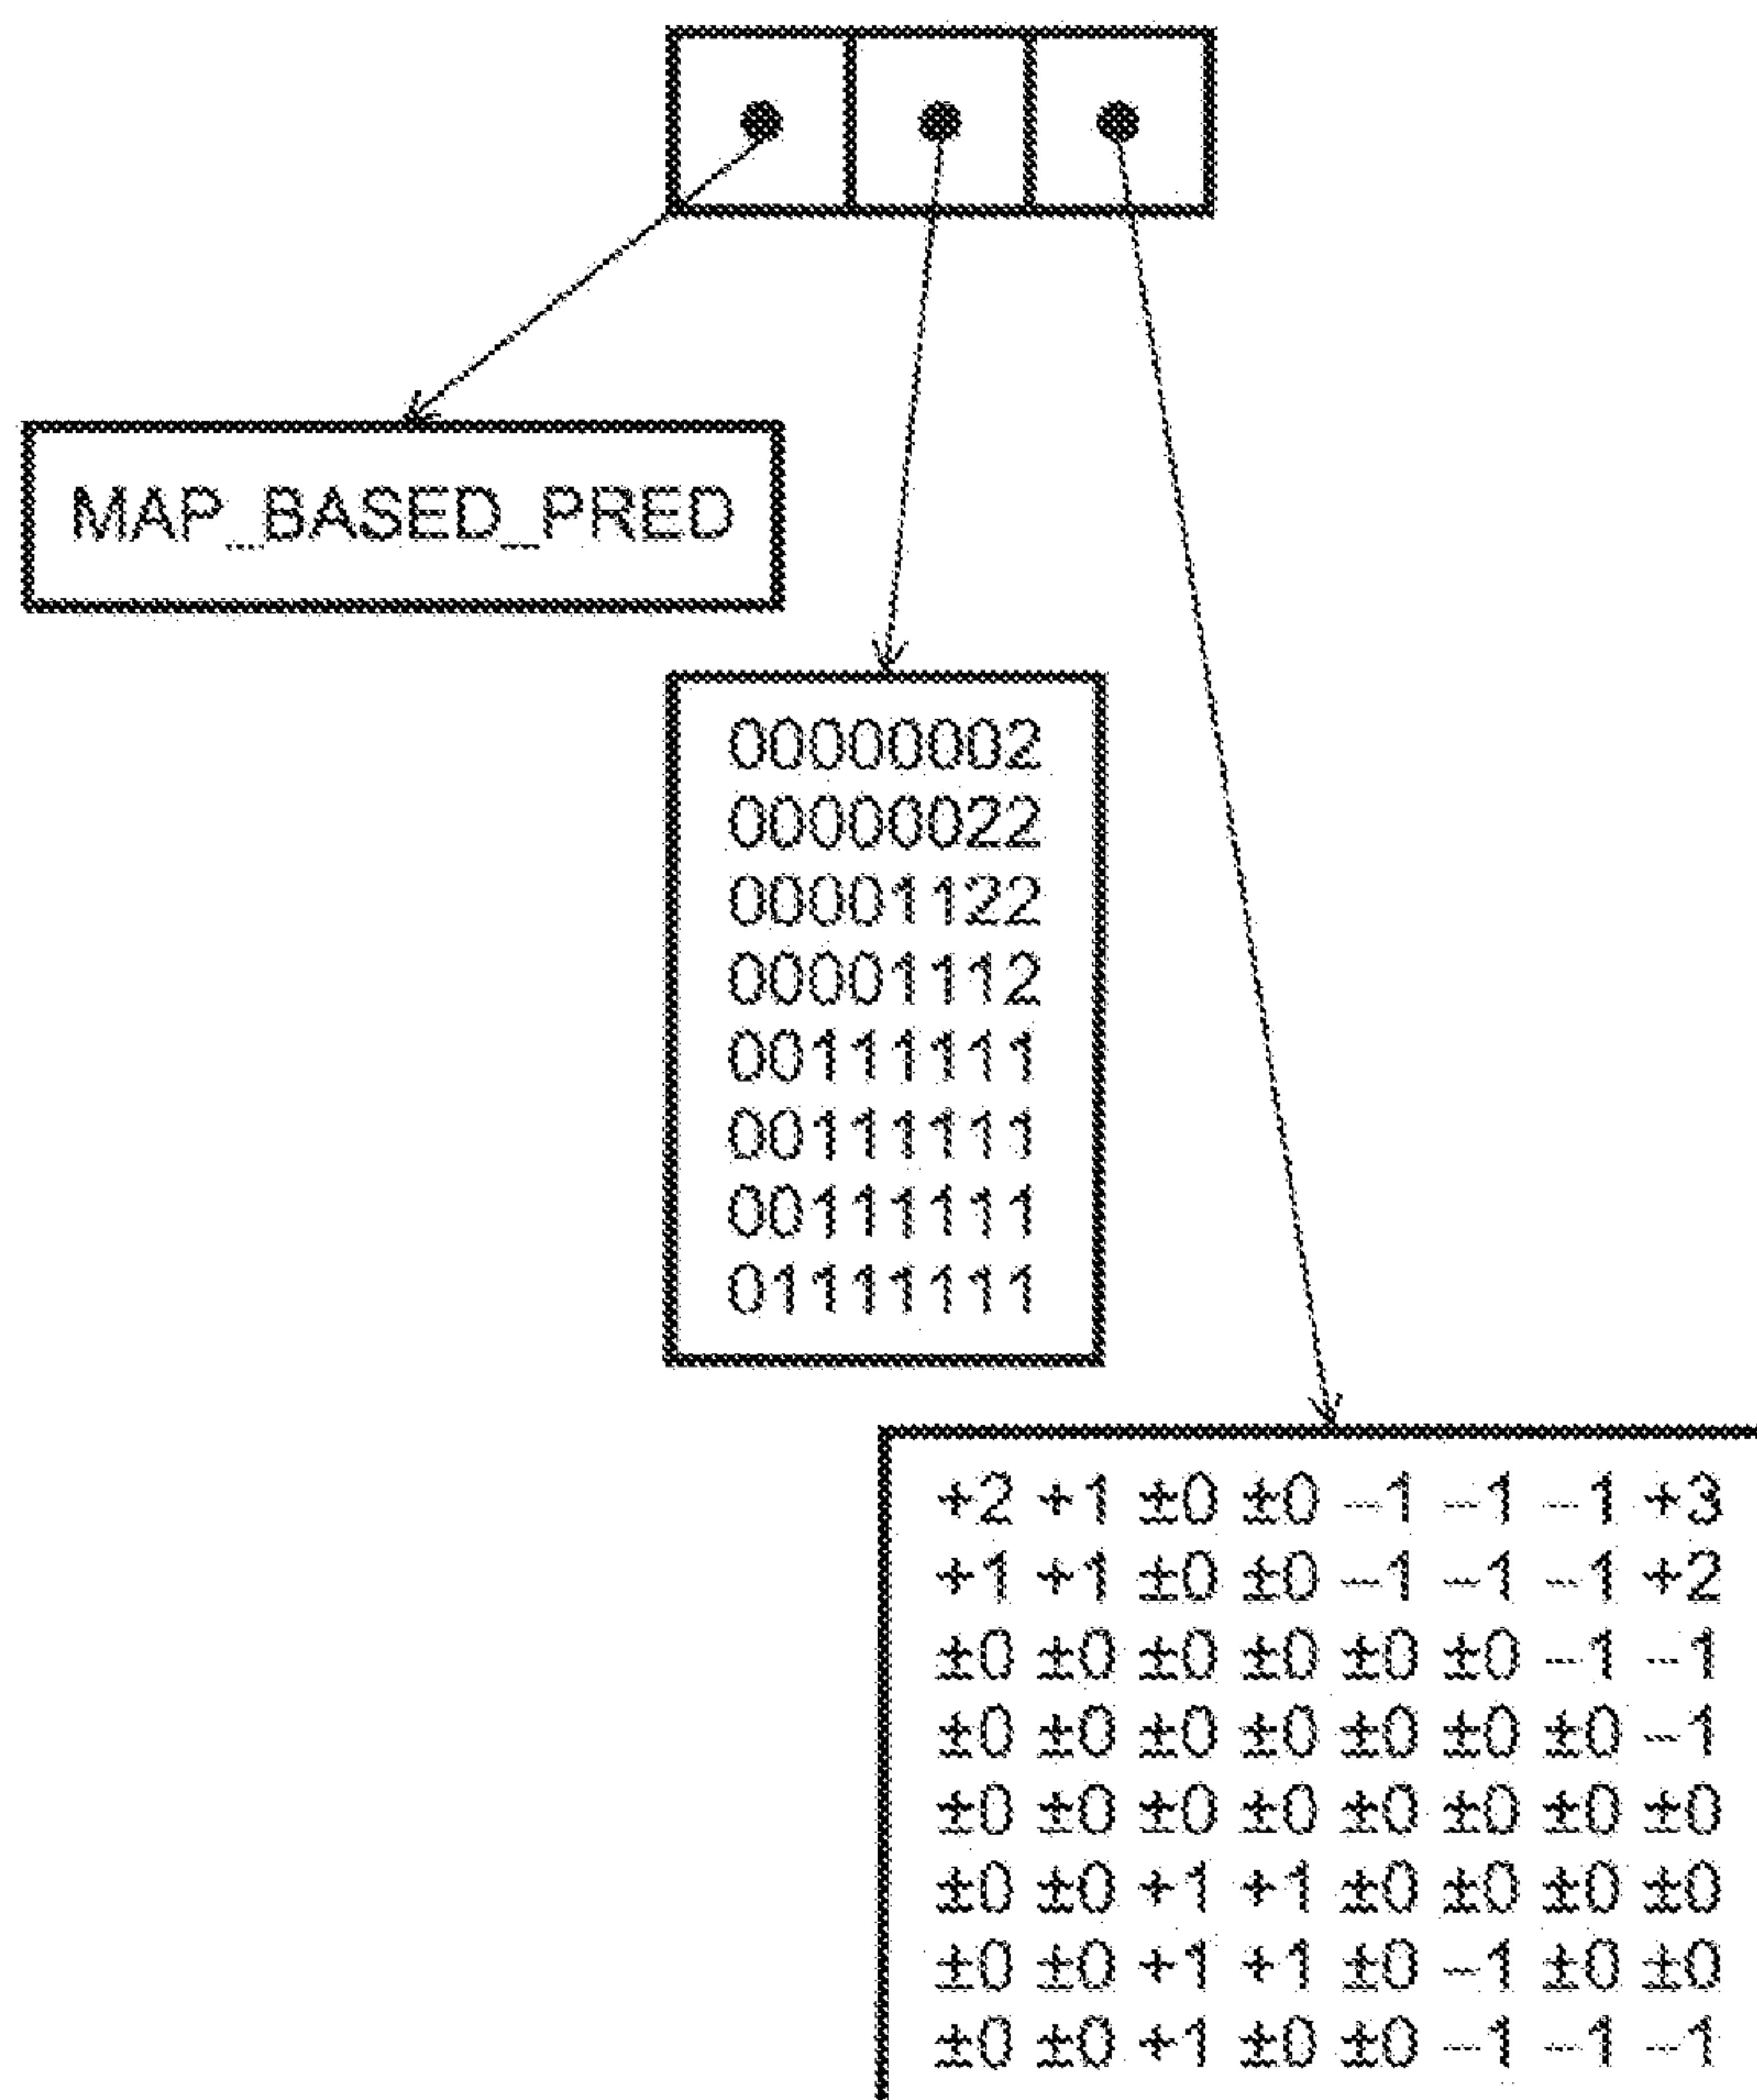 MAP_BASED_PRED
00000002
00000022
00001122
00001112
00111111
00111111
00111111
01111111
+2 +1 ±0 ±0 –1 –1 –1 +3
+1 +1 ±0 ±0 –1 –1 –1 +2
±0 ±0 ±0 ±0 ±0 ±0 –1 –1
±0 ±0 ±0 ±0 ±0 ±0 ±0 –1
±0 ±0 ±0 ±0 ±0 ±0 ±0 ±0
±0 ±0 +1 +1 ±0 ±0 ±0 ±0
±0 ±0 +1 +1 ±0 –1 ±0 ±0
±0 ±0 +1 ±0 ±0 –1 –1 –1